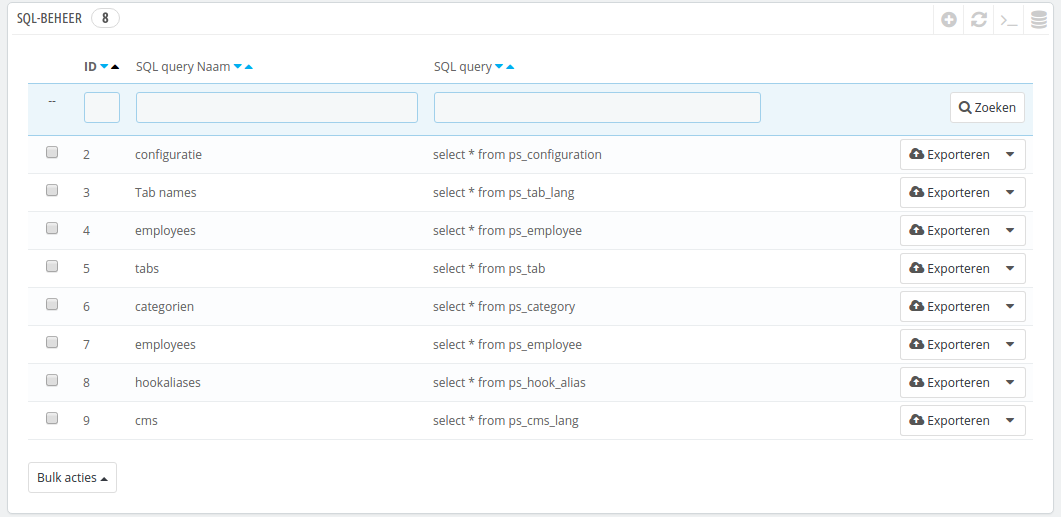 SQL-BEHEER 8
>_
ID SQL query Naam SQL query
-- Zoeken
2 configuratie select * from ps_configuration Exporteren
3 Tab names select * from ps_tab_lang Exporteren
4 employees select * from ps_employee Exporteren
5 tabs select * from ps_tab Exporteren
6 categorien select * from ps_category Exporteren
7 employees select * from ps_employee Exporteren
8 hookaliases select * from ps_hook_alias Exporteren
9 cms select * from ps_cms_lang Exporteren
Bulk acties